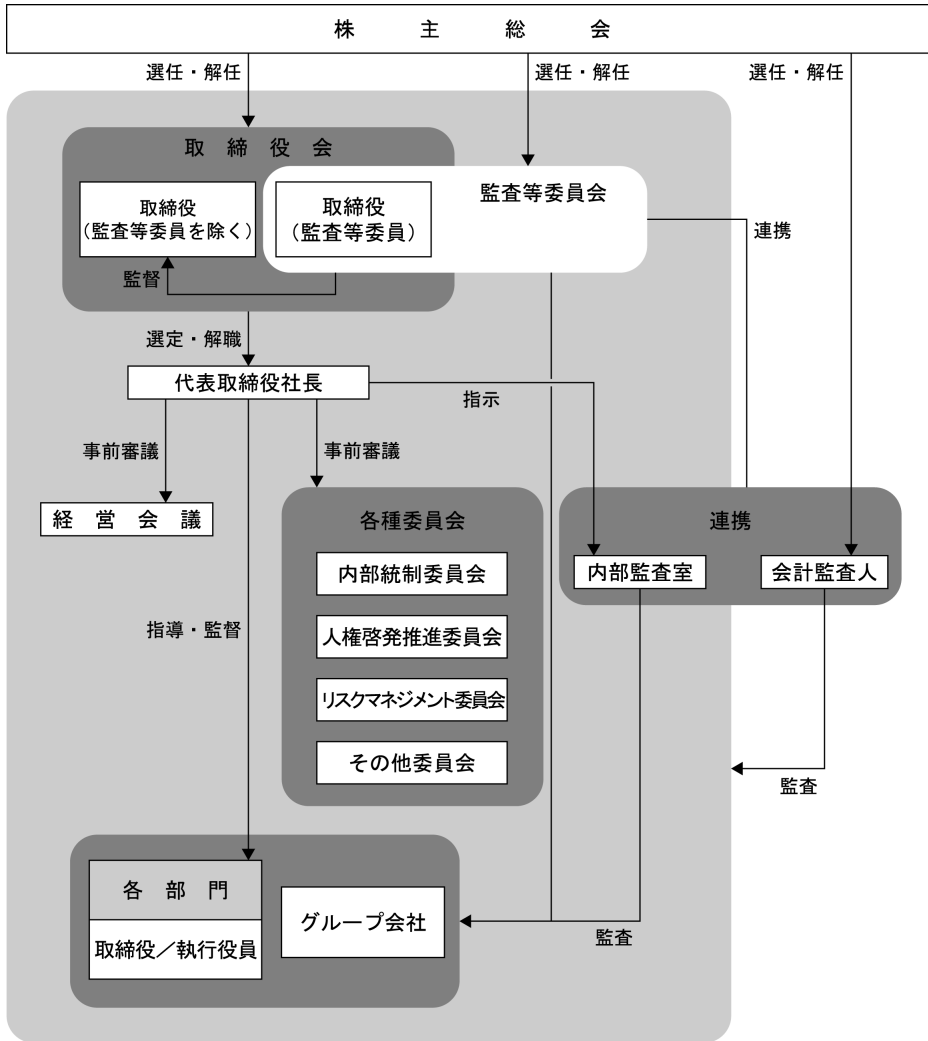 株主総会
選任・解任
選任・解任
選任・解任
取締役会
監査等委員会
取締役
(監査等委員を除く)
取締役
(監査等委員)
連携
監督
選定・解職
代表取締役社長
指示
事前審議
事前審議
経営会議
各種委員会
連携
内部統制委員会
内部監査室
会計監査人
指導・監督
人権啓発推進委員会
リスクマネジメント委員会
その他委員会
監査
各部門
グループ会社
取締役／執行役員
監査